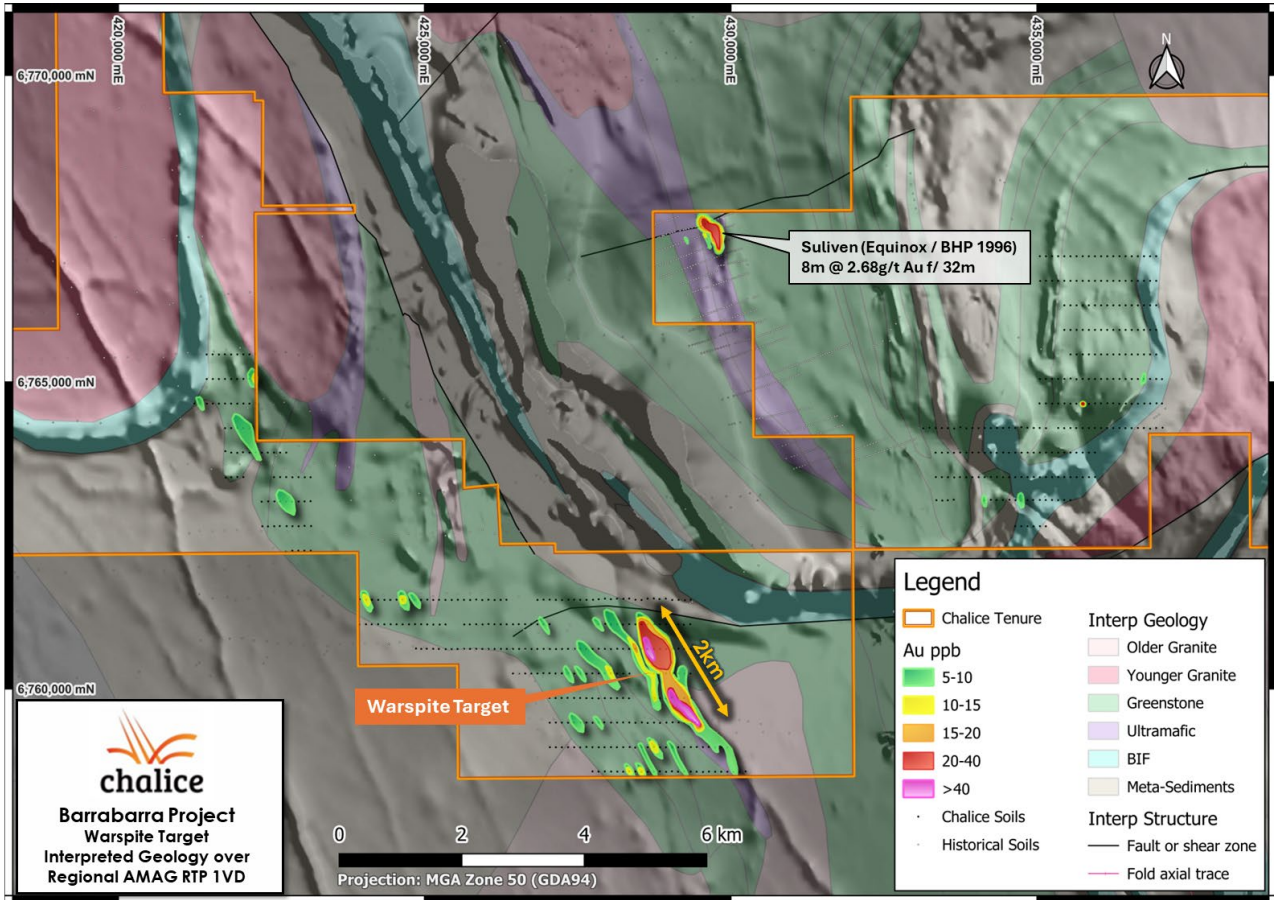 420,000 mE
425,000 mE
430,000 mE
435,000 mE
6,770,000 mN
6,765,000 mN
6,760,000 mN
Suliven (Equinox / BHP 1996)
8m @ 2.68g/t Au f/ 32m
2km
Warspite Target
chalice
Barrabarra Project
Warspite Target
Interpreted Geology over
Regional AMAG RTP 1VD
0 2 4 6 km
Projection: MGA Zone 50 (GDA94)
Legend
Chalice Tenure
Au ppb
5-10
10-15
15-20
20-40
>40
Chalice Soils
Historical Soils
Interp Geology
Older Granite
Younger Granite
Greenstone
Ultramafic
BIF
Meta-Sediments
Interp Structure
Fault or shear zone
Fold axial trace
N